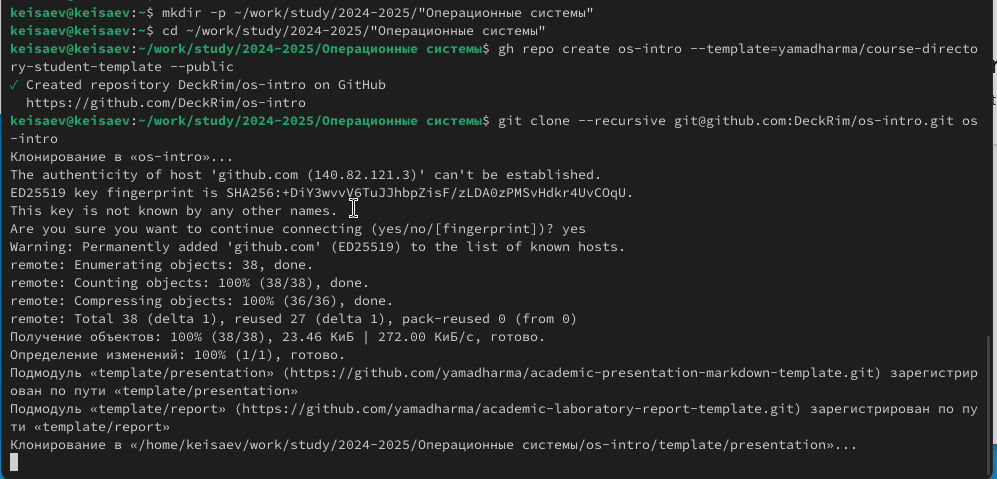 keisaev@keisaev:~$ mkdir -p ~/work/study/2024-2025/"Операционные системы"
keisaev@keisaev:~$ cd ~/work/study/2024-2025/"Операционные системы"
keisaev@keisaev:~/work/study/2024-2025/Операционные системы$ gh repo create os-intro --template=yamadharma/course-directo
ry-student-template --public
✓ Created repository DeckRim/os-intro on GitHub
  https://github.com/DeckRim/os-intro
keisaev@keisaev:~/work/study/2024-2025/Операционные системы$ git clone --recursive git@github.com:DeckRim/os-intro.git os
-intro
Клонирование в «os-intro»...
The authenticity of host 'github.com (140.82.121.3)' can't be established.
ED25519 key fingerprint is SHA256:+DiY3wvvV6TuJJhbpZisF/zLDA0zPMSvHdkr4UvCOqU.
This key is not known by any other names.
Are you sure you want to continue connecting (yes/no/[fingerprint])? yes
Warning: Permanently added 'github.com' (ED25519) to the list of known hosts.
remote: Enumerating objects: 38, done.
remote: Counting objects: 100% (38/38), done.
remote: Compressing objects: 100% (36/36), done.
remote: Total 38 (delta 1), reused 27 (delta 1), pack-reused 0 (from 0)
Получение объектов: 100% (38/38), 23.46 КиБ | 272.00 КиБ/с, готово.
Определение изменений: 100% (1/1), готово.
Подмодуль «template/presentation» (https://github.com/yamadharma/academic-presentation-markdown-template.git) зарегистрир
ован по пути «template/presentation»
Подмодуль «template/report» (https://github.com/yamadharma/academic-laboratory-report-template.git) зарегистрирован по пу
ти «template/report»
Клонирование в «/home/keisaev/work/study/2024-2025/Операционные системы/os-intro/template/presentation»...